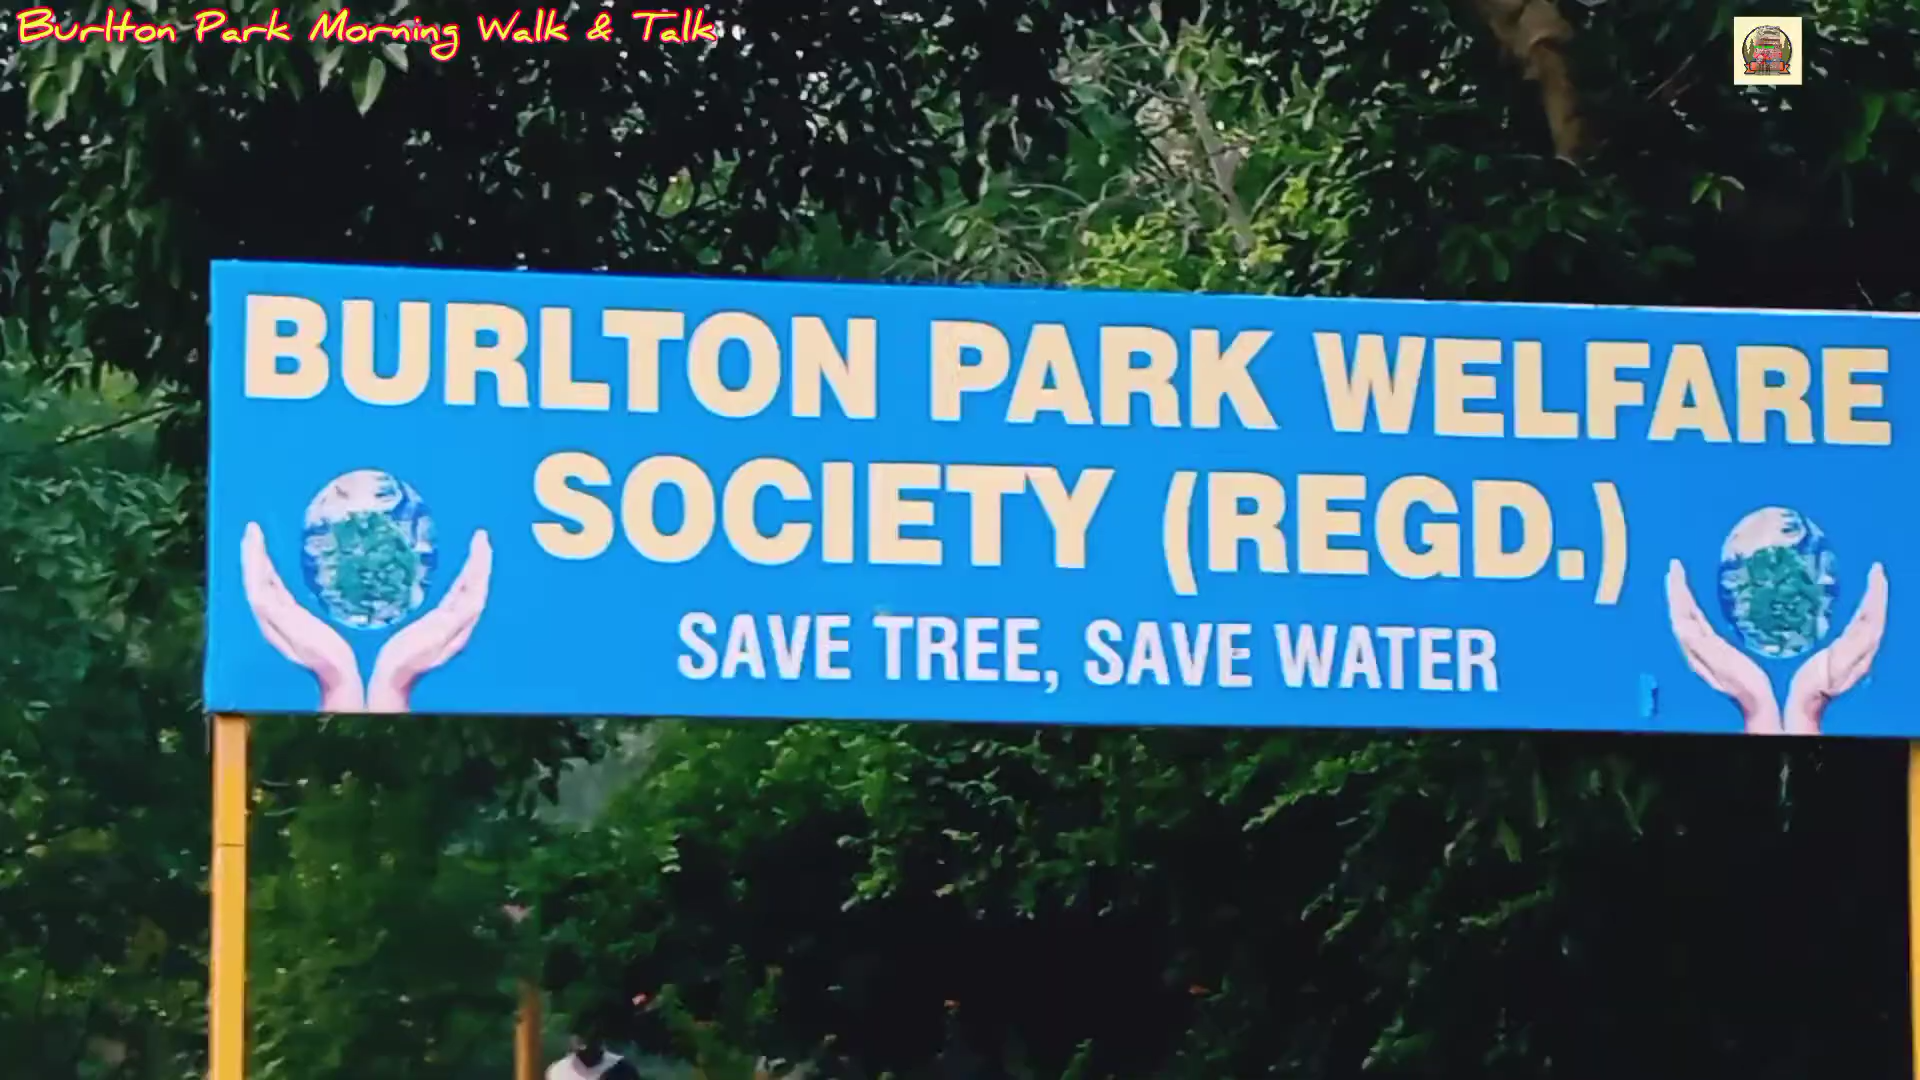 Burlton Park Morning Walk & Talk
BURLTON PARK WELFARE
SOCIETY (REGD.)
SAVE TREE, SAVE WATER